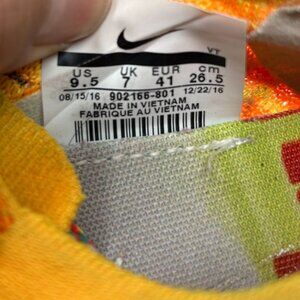 VT
US UK EUR cm
9.5 7 41 26.5
08/15/16 902166-801 12/22/16
MADE IN VIETNAM
FABRIQUE AU VIETNAM